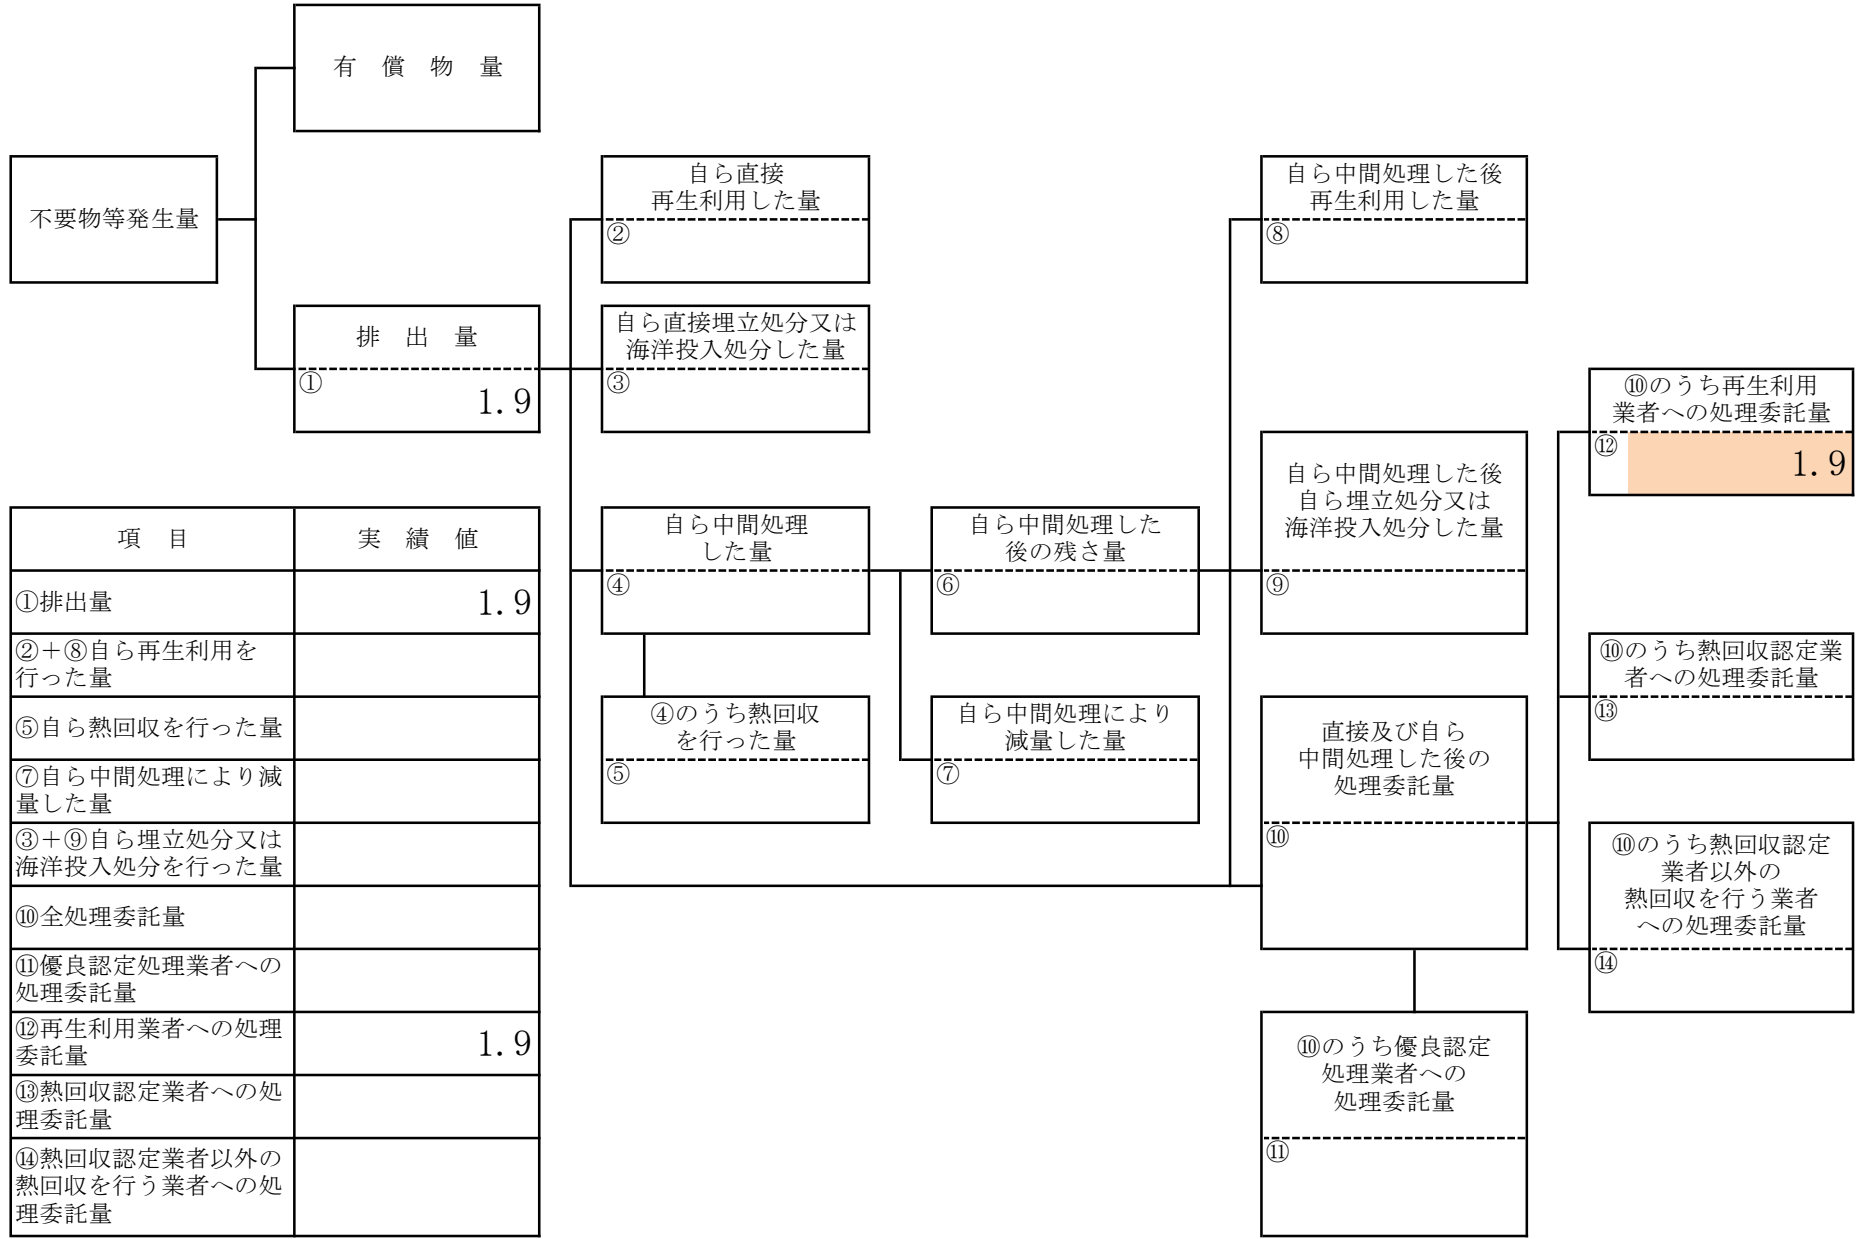 有　償　物　量
不要物等発生量
自ら直接
再生利用した量
②
自ら中間処理した後
再生利用した量
⑧
排　出　量
①
1.9
自ら直接埋立処分又は
海洋投入処分した量
③
⑩のうち再生利用
業者への処理委託量
⑫
1.9
自ら中間処理した後
自ら埋立処分又は
海洋投入処分した量
⑨
自ら中間処理
した量
④
自ら中間処理した
後の残さ量
⑥
⑩のうち熱回収認定業
者への処理委託量
⑬
④のうち熱回収
を行った量
⑤
自ら中間処理により
減量した量
⑦
直接及び自ら
中間処理した後の
処理委託量
⑩
⑩のうち熱回収認定
業者以外の
熱回収を行う業者
への処理委託量
⑭
⑩のうち優良認定
処理業者への
処理委託量
⑪
項　目
実　績　値
①排出量
1.9
②＋⑧自ら再生利用を
行った量
⑤自ら熱回収を行った量
⑦自ら中間処理により減
量した量
③＋⑨自ら埋立処分又は
海洋投入処分を行った量
⑩全処理委託量
⑪優良認定処理業者への
処理委託量
⑫再生利用業者への処理
委託量
1.9
⑬熱回収認定業者への処
理委託量
⑭熱回収認定業者以外の
熱回収を行う業者への処
理委託量